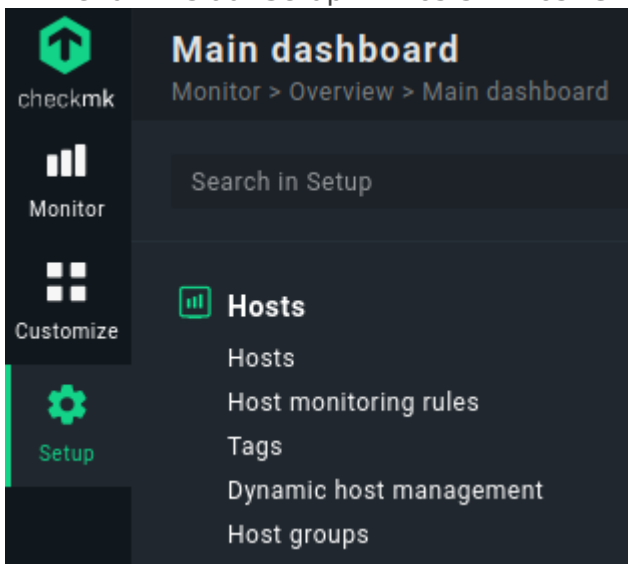 checkmk
Main dashboard
Monitor > Overview > Main dashboard
Monitor
Customize
Setup
Search in Setup
Hosts
Hosts
Host monitoring rules
Tags
Dynamic host management
Host groups